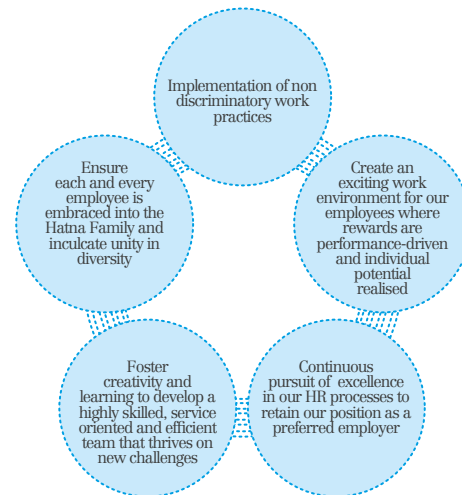 Implementation of non
discriminatory work
practices
Create an
exciting work
environment for our
employees where
rewards are
performance-driven
and individual
potential
realised
Continuous
pursuit of excellence
in our HR processes to
retain our position as a
preferred employer
Foster
creativity and
learning to develop a
highly skilled, service
oriented and efficient
team that thrives on
new challenges
Ensure
each and every
employee is
embraced into the
Hatna Family and
inculcate unity in
diversity